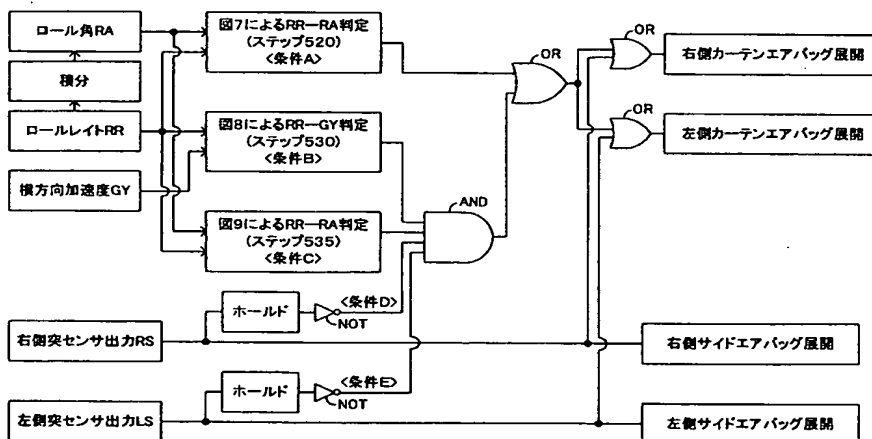 ロール角RA
積分
ロールレイトRR
横方向加速度GY
図7によるRR—RA判定
(ステップ520)
<条件A>
図8によるRR—GY判定
(ステップ530)
<条件B>
図9によるRR—RA判定
(ステップ535)
<条件C>
AND
OR
OR
右側カーテンエアバッグ展開
OR
左側カーテンエアバッグ展開
ホールド
<条件D>
NOT
右側突センサ出力RS
右側サイドエアバッグ展開
ホールド
<条件E>
NOT
左側突センサ出力LS
左側サイドエアバッグ展開